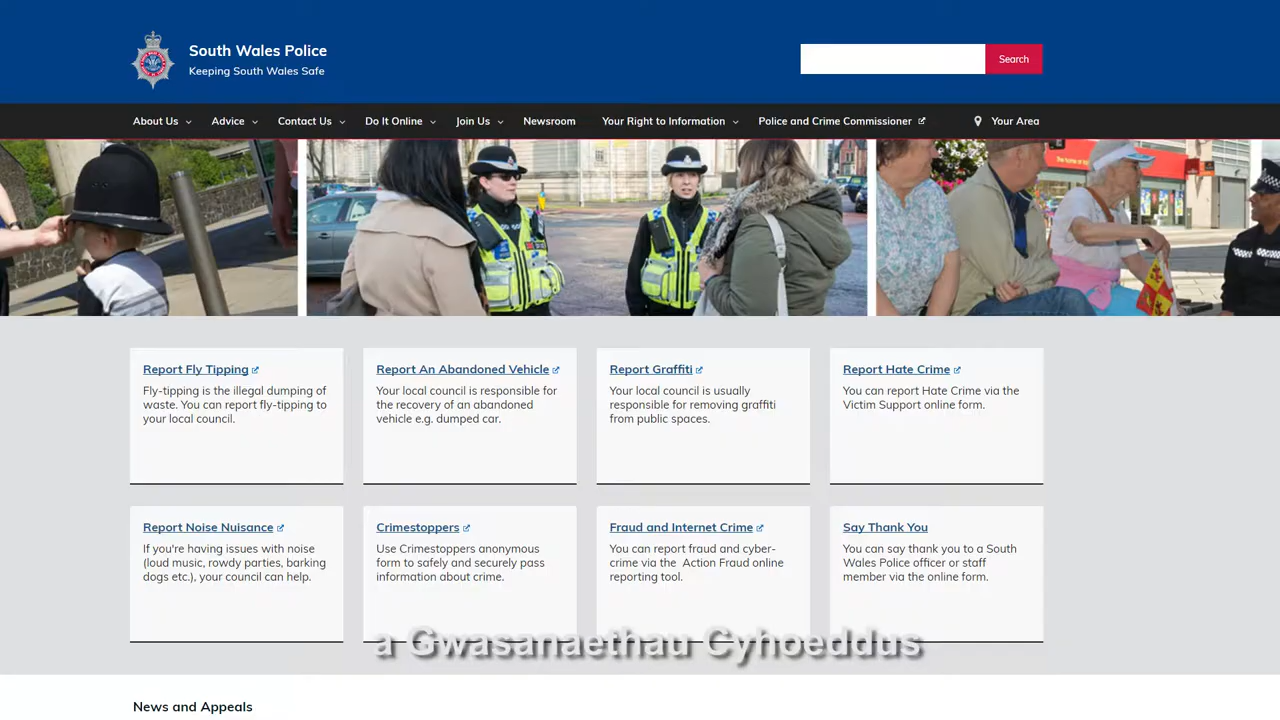 South Wales Police
Keeping South Wales Safe
Search
About Us
Advice
Contact Us
Do It Online
Join Us
Newsroom
Your Right to Information
Police and Crime Commissioner
Your Area
Report Fly Tipping
Fly-tipping is the illegal dumping of
waste. You can report fly-tipping to
your local council.
Report An Abandoned Vehicle
Your local council is responsible for
the recovery of an abandoned
vehicle e.g. dumped car.
Report Graffiti
Your local council is usually
responsible for removing graffiti
from public spaces.
Report Hate Crime
You can report Hate Crime via the
Victim Support online form.
Report Noise Nuisance
If you're having issues with noise
(loud music, rowdy parties, barking
dogs etc.), your council can help.
Crimestoppers
Use Crimestoppers anonymous
form to safely and securely pass
information about crime.
Fraud and Internet Crime
You can report fraud and cyber-
crime via the Action Fraud online
reporting tool.
Say Thank You
You can say thank you to a South
Wales Police officer or staff
member via the online form.
a Gwasanaethau Cyhoeddus
News and Appeals